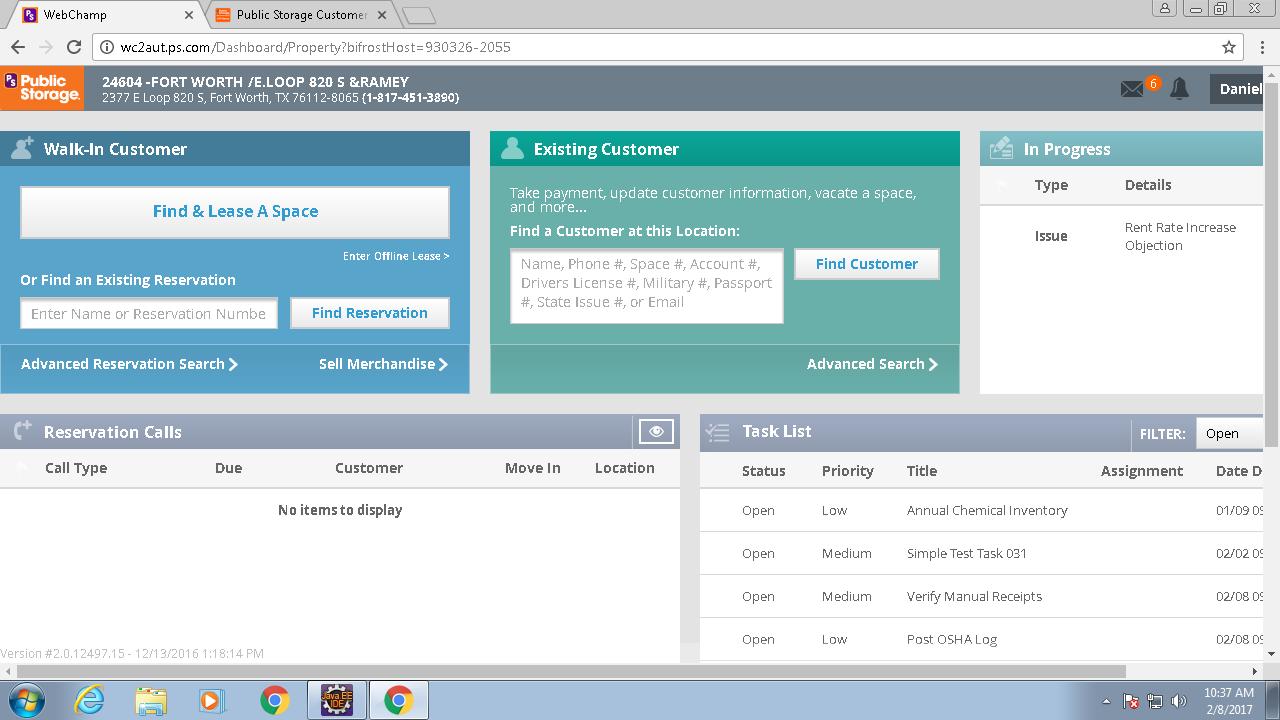 WebChamp
Public Storage Customer
wc2aut.ps.com/Dashboard/Property?bifrostHost=930326-2055
PS Public Storage.
24604 -FORT WORTH /E.LOOP 820 S &RAMEY
2377 E Loop 820 S, Fort Worth, TX 76112-8065 (1-817-451-3890)
6
Daniel
Walk-In Customer
Find & Lease A Space
Enter Offline Lease >
Or Find an Existing Reservation
Enter Name or Reservation Numbe
Find Reservation
Advanced Reservation Search
Sell Merchandise
Existing Customer
Take payment, update customer information, vacate a space,
and more...
Find a Customer at this Location:
Name, Phone #, Space #, Account #,
Drivers License #, Military #, Passport
#, State Issue #, or Email
Find Customer
Advanced Search
In Progress
Type Details
Issue Rent Rate Increase
Objection
Reservation Calls
Call Type Due Customer Move In Location
No items to display
Task List
FILTER: Open
Status Priority Title Assignment Date D
Open Low Annual Chemical Inventory 01/09 09
Open Medium Simple Test Task 031 02/02 09
Open Medium Verify Manual Receipts 02/08 09
Open Low Post OSHA Log 02/08 09
Version #2.0.12497.15 - 12/13/2016 1:18:14 PM
Java EE
IDE
10:37 AM
2/8/2017